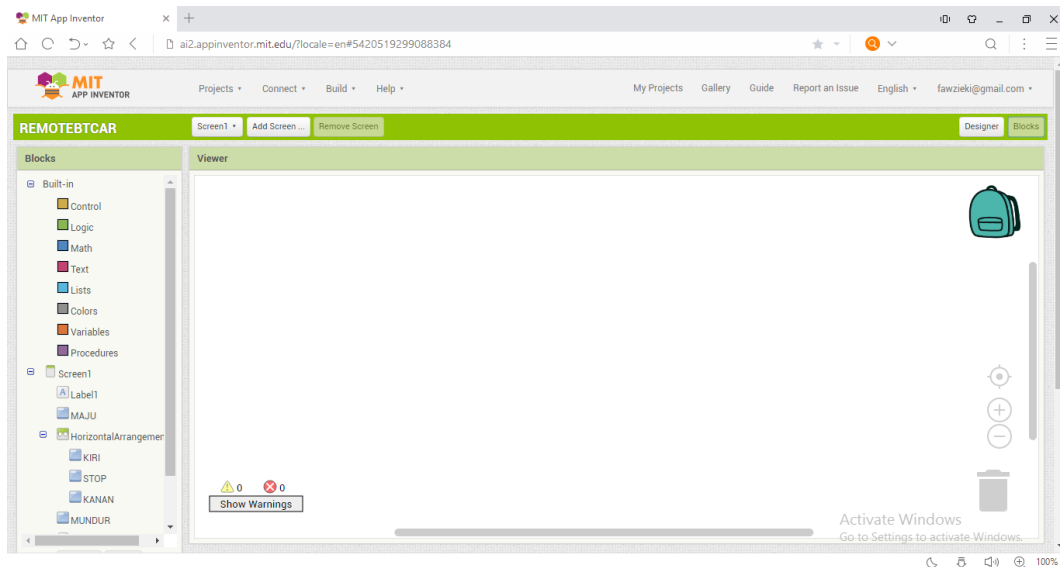 MIT App Inventor
ai2.appinventor.mit.edu/?locale=en#5420519299088384
MIT
APP INVENTOR
Projects Connect Build Help My Projects Gallery Guide Report an Issue English fawzieki@gmail.com
REMOTEBTCAR Screen1 Add Screen ... Remove Screen Designer Blocks
Blocks Viewer
Built-in
Control
Logic
Math
Text
Lists
Colors
Variables
Procedures
Screen1
Label1
MAJU
HorizontalArrangemen
KIRI
STOP
KANAN
MUNDUR
0 0
Show Warnings
Activate Windows
Go to Settings to activate Windows.
100%